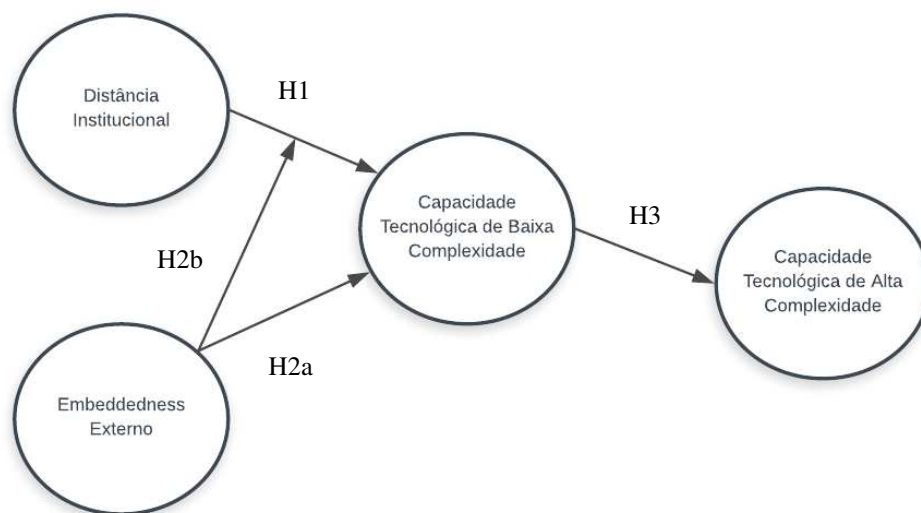 Distância
Institucional
H1
Capacidade
Tecnológica de Baixa
Complexidade
H3
Capacidade
Tecnológica de Alta
Complexidade
H2b
H2a
Embeddedness
Externo